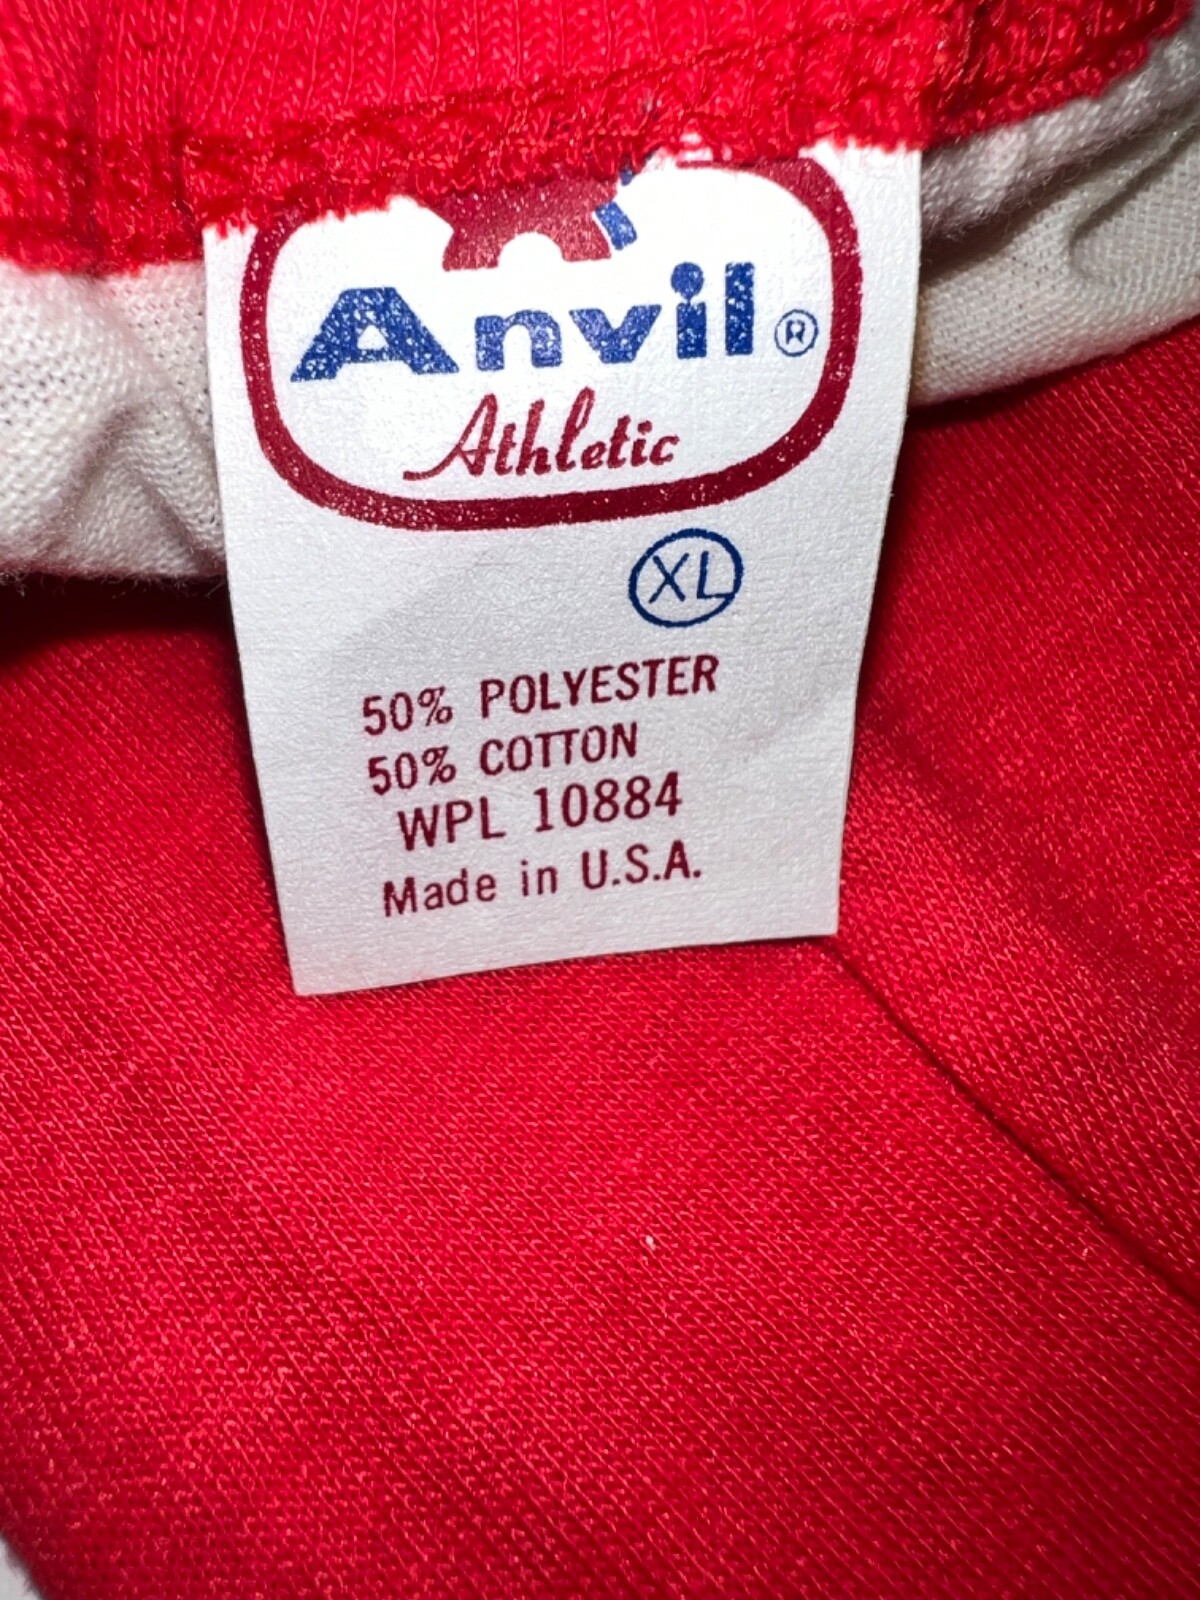 Anvil®
Athletic
XL
50% POLYESTER
50% COTTON
WPL 10884
Made in U.S.A.